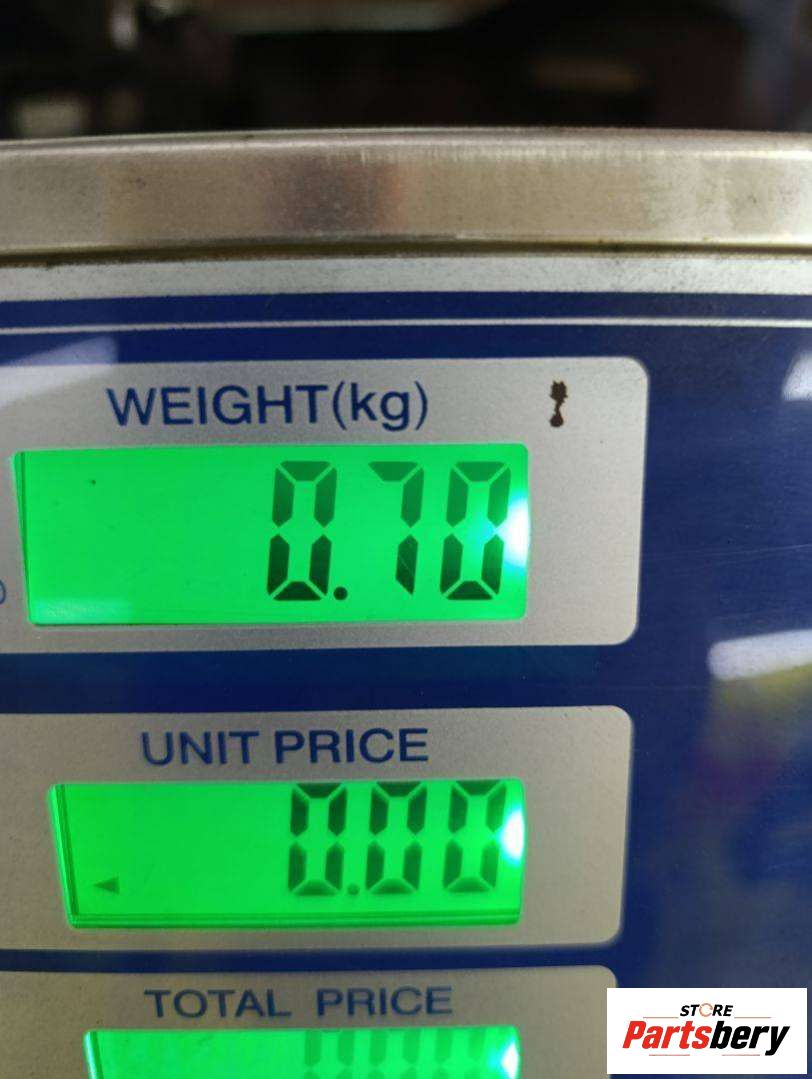 WEIGHT(kg)
0.70
UNIT PRICE
0.00
TOTAL PRICE
STORE
Partsbery